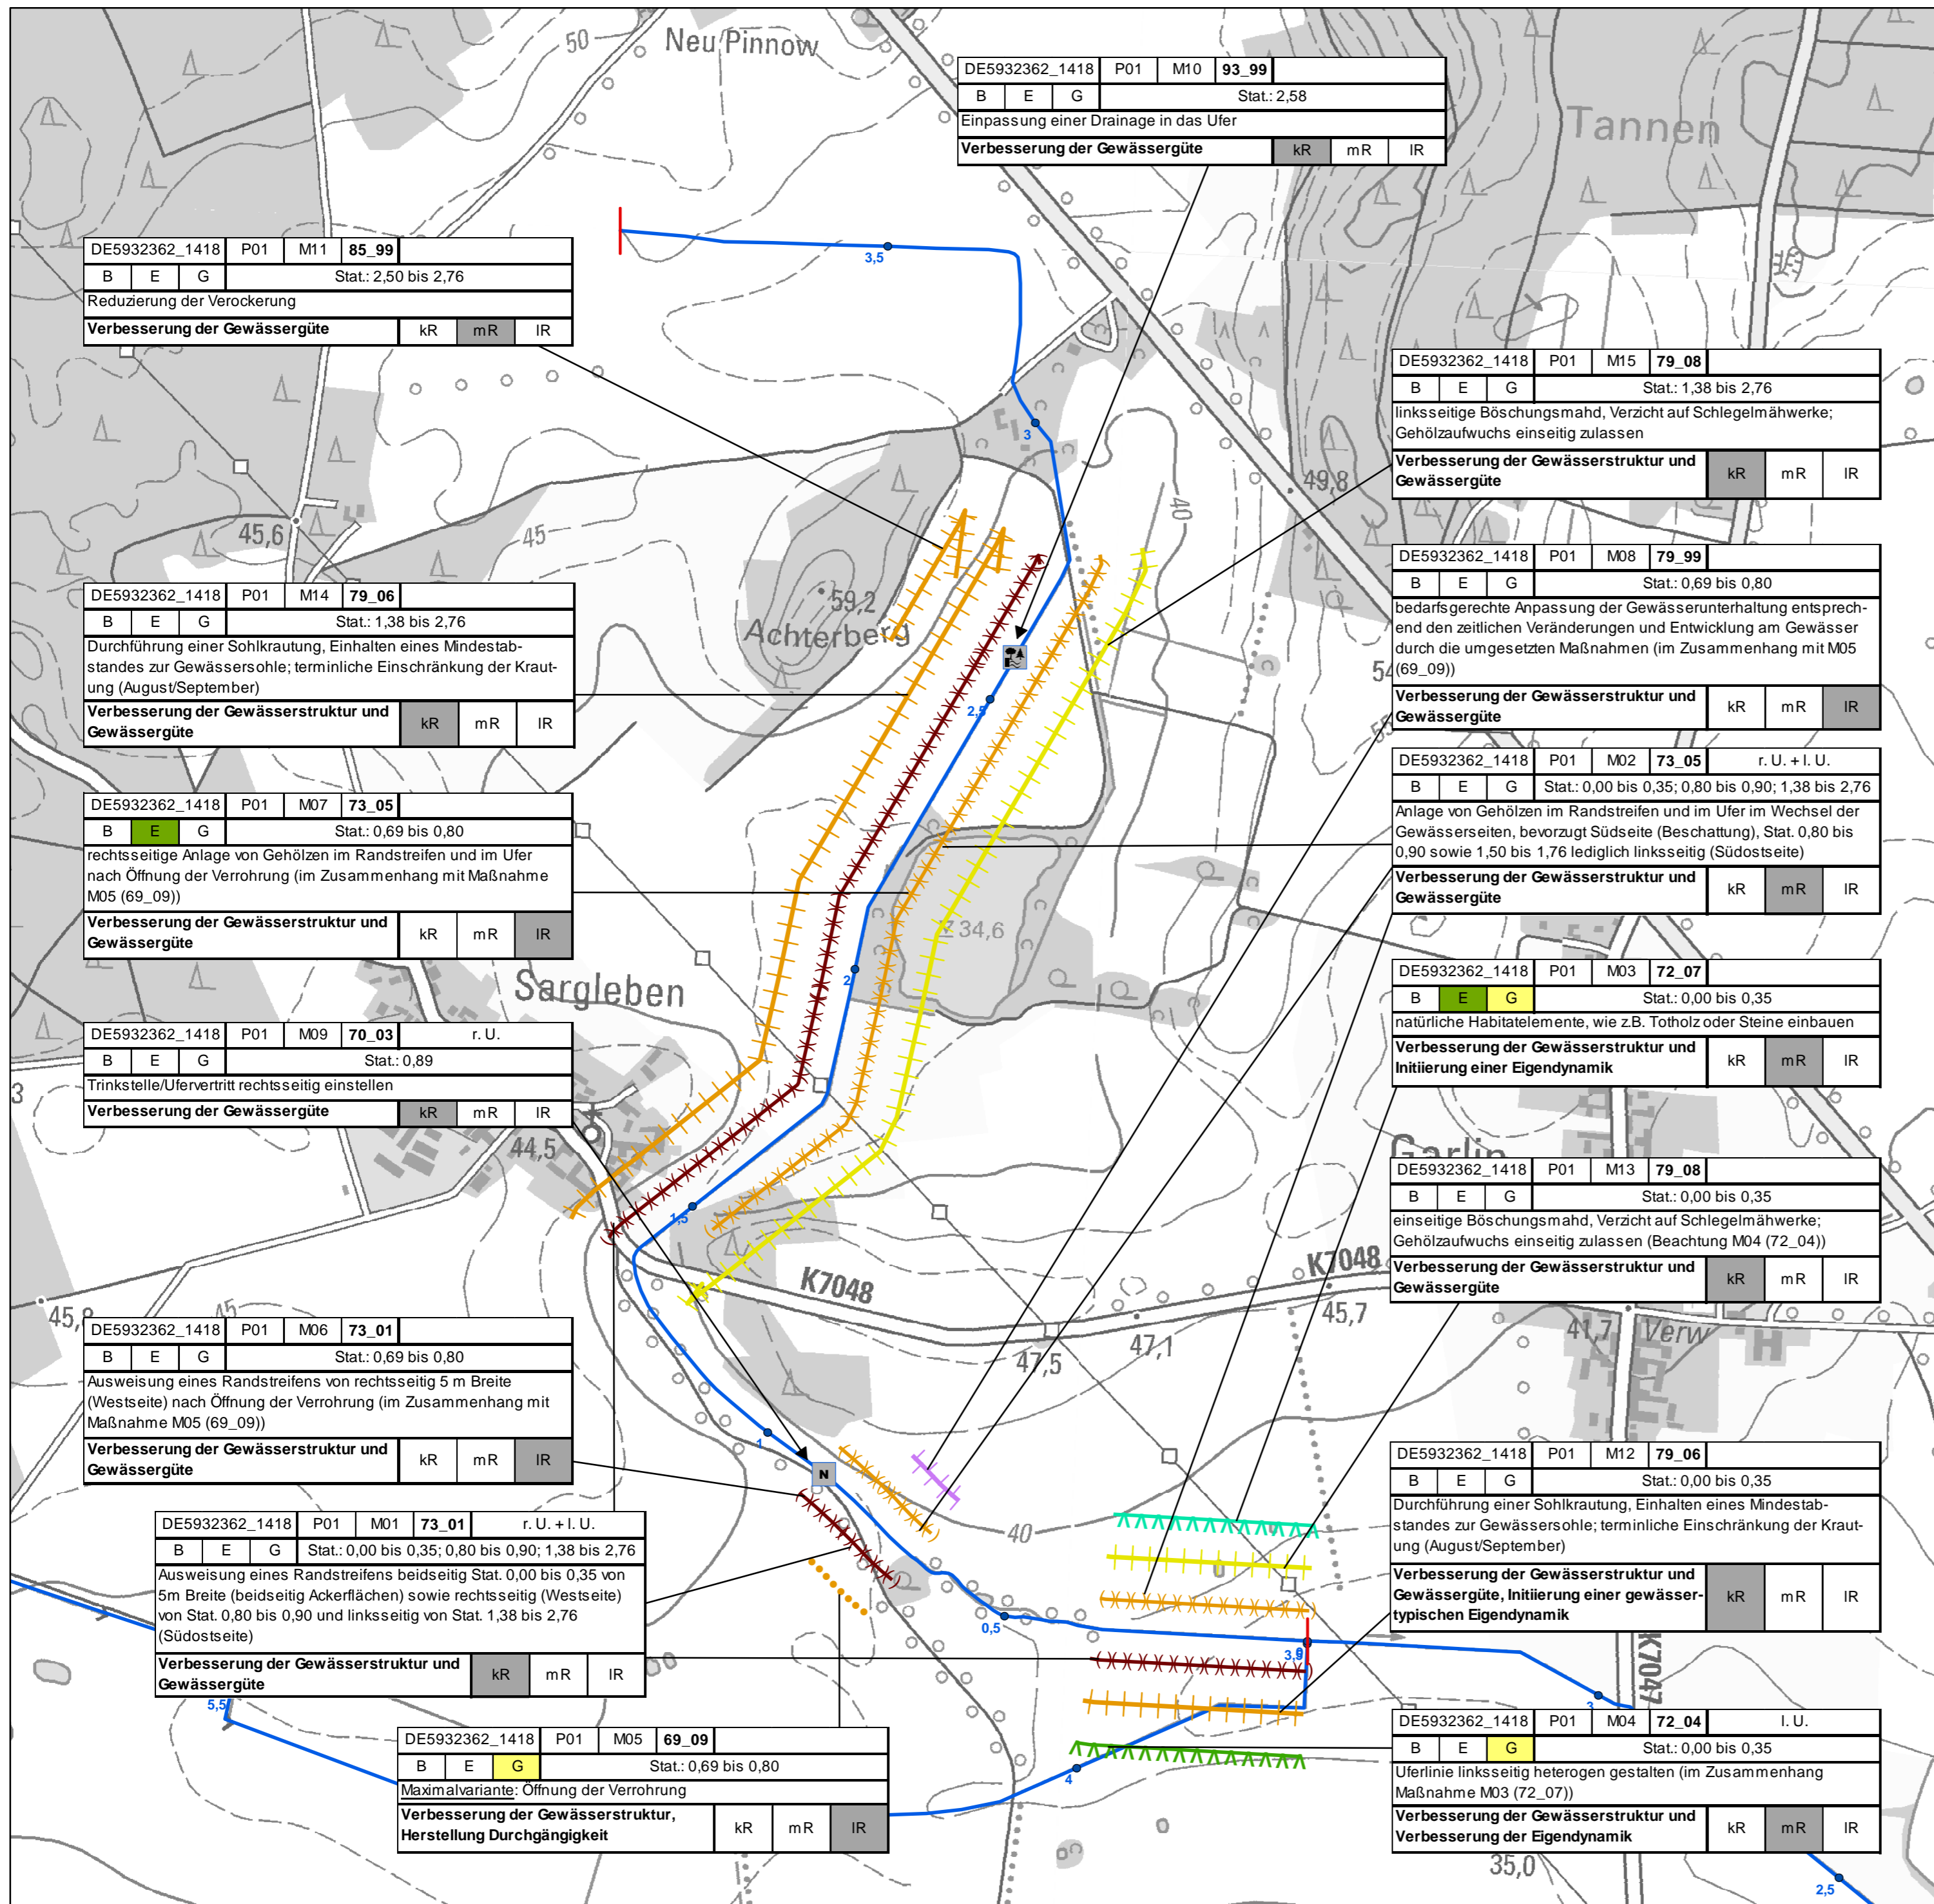 50
Neu Pinnow
DE5932362_1418 P01 M10 93_99
B E G Stat.: 2,58
Einpassung einer Drainage in das Ufer
Verbesserung der Gewässergüte kR mR lR
Tannen
3,5
DE5932362_1418 P01 M11 85_99
B E G Stat.: 2,50 bis 2,76
Reduzierung der Verockerung
Verbesserung der Gewässergüte kR mR lR
DE5932362_1418 P01 M15 79_08
B E G Stat.: 1,38 bis 2,76
linksseitige Böschungsmahd, Verzicht auf Schlegelmähwerke;
Gehölzaufwuchs einseitig zulassen
Verbesserung der Gewässerstruktur und
Gewässergüte kR mR lR
3
49,8
40
45,6
45
DE5932362_1418 P01 M08 79_99
B E G Stat.: 0,69 bis 0,80
bedarfsgerechte Anpassung der Gewässerunterhaltung entsprech-
end den zeitlichen Veränderungen und Entwicklung am Gewässer
durch die umgesetzten Maßnahmen (im Zusammenhang mit M05
(69_09))
Verbesserung der Gewässerstruktur und
Gewässergüte kR mR lR
DE5932362_1418 P01 M14 79_06
B E G Stat.: 1,38 bis 2,76
Durchführung einer Sohlkrautung, Einhalten eines Mindestab-
standes zur Gewässersohle; terminliche Einschränkung der Kraut-
ung (August/September)
Verbesserung der Gewässerstruktur und
Gewässergüte kR mR lR
59,2
Achterberg
54
2,5
DE5932362_1418 P01 M02 73_05 r. U. + l. U.
B E G Stat.: 0,00 bis 0,35; 0,80 bis 0,90; 1,38 bis 2,76
Anlage von Gehölzen im Randstreifen und im Ufer im Wechsel der
Gewässerseiten, bevorzugt Südseite (Beschattung), Stat. 0,80 bis
0,90 sowie 1,50 bis 1,76 lediglich linksseitig (Südostseite)
Verbesserung der Gewässerstruktur und
Gewässergüte kR mR lR
DE5932362_1418 P01 M07 73_05
B E G Stat.: 0,69 bis 0,80
rechtsseitige Anlage von Gehölzen im Randstreifen und im Ufer
nach Öffnung der Verrohrung (im Zusammenhang mit Maßnahme
M05 (69_09))
Verbesserung der Gewässerstruktur und
Gewässergüte kR mR lR
34,6
2
Sargleben
DE5932362_1418 P01 M03 72_07
B E G Stat.: 0,00 bis 0,35
natürliche Habitatelemente, wie z.B. Totholz oder Steine einbauen
Verbesserung der Gewässerstruktur und
Initiierung einer Eigendynamik kR mR lR
DE5932362_1418 P01 M09 70_03 r. U.
B E G Stat.: 0,89
Trinkstelle/Ufervertritt rechtsseitig einstellen
Verbesserung der Gewässergüte kR mR lR
3
44,5
Garlin
DE5932362_1418 P01 M13 79_08
B E G Stat.: 0,00 bis 0,35
einseitige Böschungsmahd, Verzicht auf Schlegelmähwerke;
Gehölzaufwuchs einseitig zulassen (Beachtung M04 (72_04))
Verbesserung der Gewässerstruktur und
Gewässergüte kR mR lR
1,5
K7048
K7048
45,7
47,1
47,5
41,7
Verw
H
45,8
45
DE5932362_1418 P01 M06 73_01
B E G Stat.: 0,69 bis 0,80
Ausweisung eines Randstreifens von rechtsseitig 5 m Breite
(Westseite) nach Öffnung der Verrohrung (im Zusammenhang mit
Maßnahme M05 (69_09))
Verbesserung der Gewässerstruktur und
Gewässergüte kR mR lR
1
N
DE5932362_1418 P01 M12 79_06
B E G Stat.: 0,00 bis 0,35
Durchführung einer Sohlkrautung, Einhalten eines Mindestab-
standes zur Gewässersohle; terminliche Einschränkung der Kraut-
ung (August/September)
Verbesserung der Gewässerstruktur und
Gewässergüte, Initiierung einer gewässer-
typischen Eigendynamik kR mR lR
DE5932362_1418 P01 M01 73_01 r. U. + l. U.
B E G Stat.: 0,00 bis 0,35; 0,80 bis 0,90; 1,38 bis 2,76
Ausweisung eines Randstreifens beidseitig Stat. 0,00 bis 0,35 von
5m Breite (beidseitig Ackerflächen) sowie rechtsseitig (Westseite)
von Stat. 0,80 bis 0,90 und linksseitig von Stat. 1,38 bis 2,76
(Südostseite)
Verbesserung der Gewässerstruktur und
Gewässergüte kR mR lR
40
0,5
K7047
3
5,5
DE5932362_1418 P01 M04 72_04 l. U.
B E G Stat.: 0,00 bis 0,35
Uferlinie linksseitig heterogen gestalten (im Zusammenhang
Maßnahme M03 (72_07))
Verbesserung der Gewässerstruktur und
Verbesserung der Eigendynamik kR mR lR
DE5932362_1418 P01 M05 69_09
B E G Stat.: 0,69 bis 0,80
Maximalvariante: Öffnung der Verrohrung
Verbesserung der Gewässerstruktur,
Herstellung Durchgängigkeit kR mR lR
4
35,0
2,5